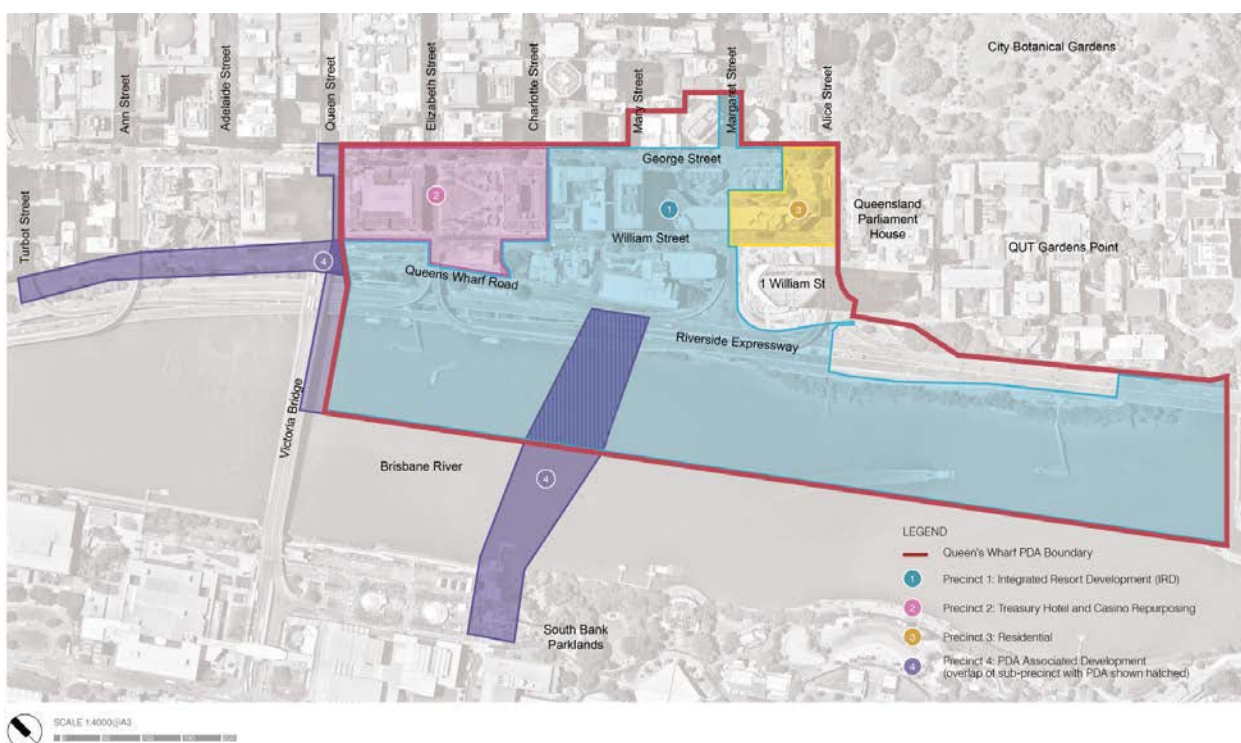 City Botanical Gardens
Ann Street
Adelaide Street
Queen Street
Elizabeth Street
Charlotte Street
Mary Street
Margaret Street
Alice Street
George Street
Turbot Street
2
1
3
William Street
Queensland
Parliament
House
QUT Gardens Point
4
Queens Wharf Road
1 William St
Riverside Expressway
Victoria Bridge
Brisbane River
4
South Bank
Parklands
LEGEND
Queen's Wharf PDA Boundary
1 Precinct 1: Integrated Resort Development (IRD)
2 Precinct 2: Treasury Hotel and Casino Repurposing
3 Precinct 3: Residential
4 Precinct 4: PDA Associated Development
(overlap of sub-precinct with PDA shown hatched)
SCALE 1:4000@A3